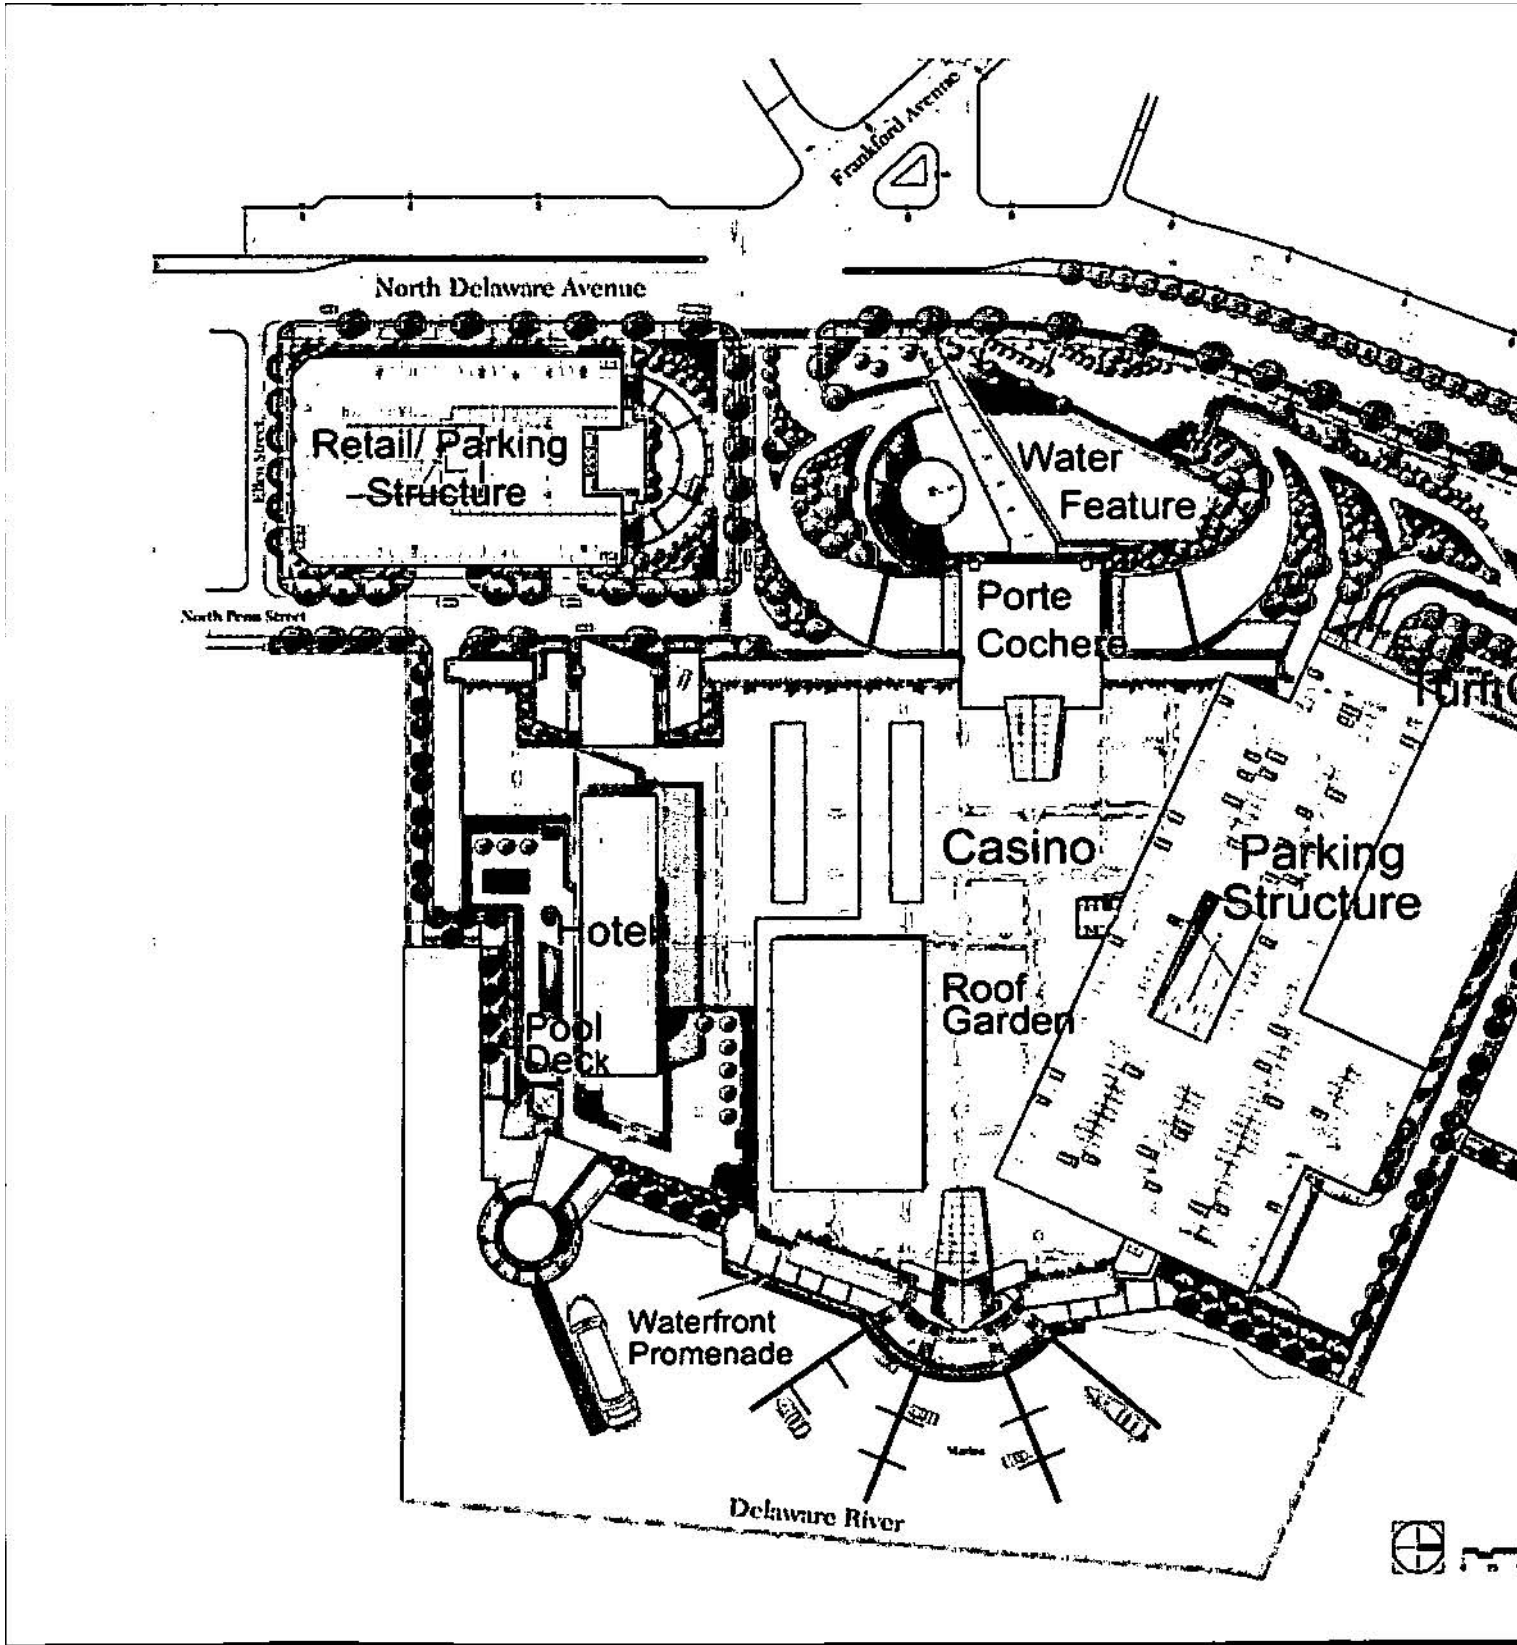 Frankford Avenue
North Delaware Avenue
Retail/ Parking
Structure
Ellen Street
Water
Feature
North Penn Street
Porte
Cochere
Casino
Parking
Structure
otel
Roof
Garden
Pool
Deck
Waterfront
Promenade
Marina
Delaware River